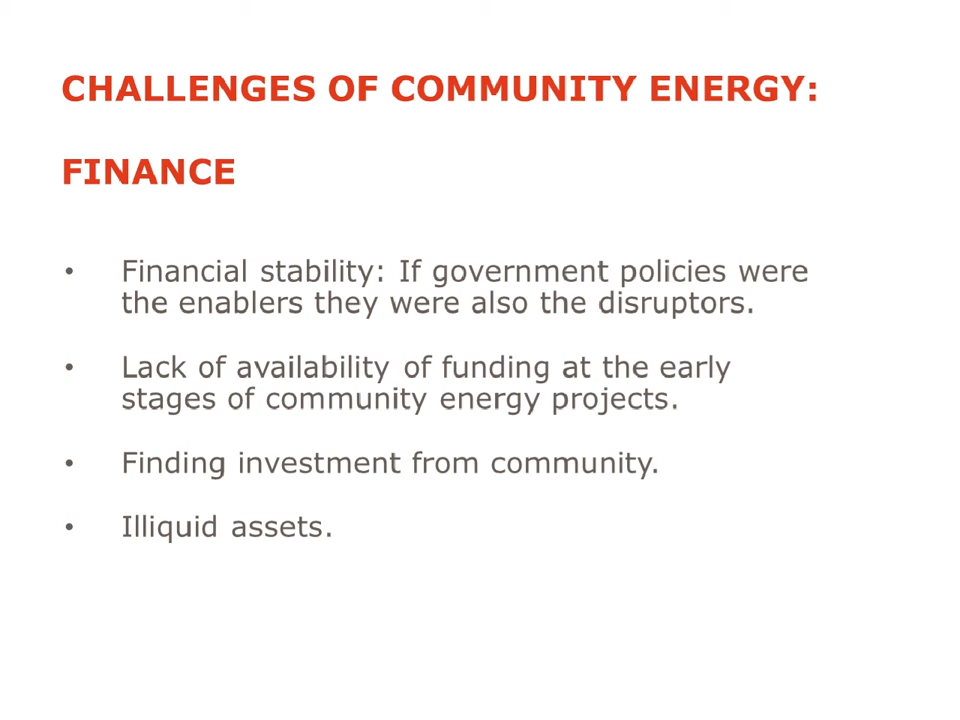 CHALLENGES OF COMMUNITY ENERGY:
FINANCE
• Financial stability: If government policies were
the enablers they were also the disruptors.
• Lack of availability of funding at the early
stages of community energy projects.
• Finding investment from community.
• Illiquid assets.